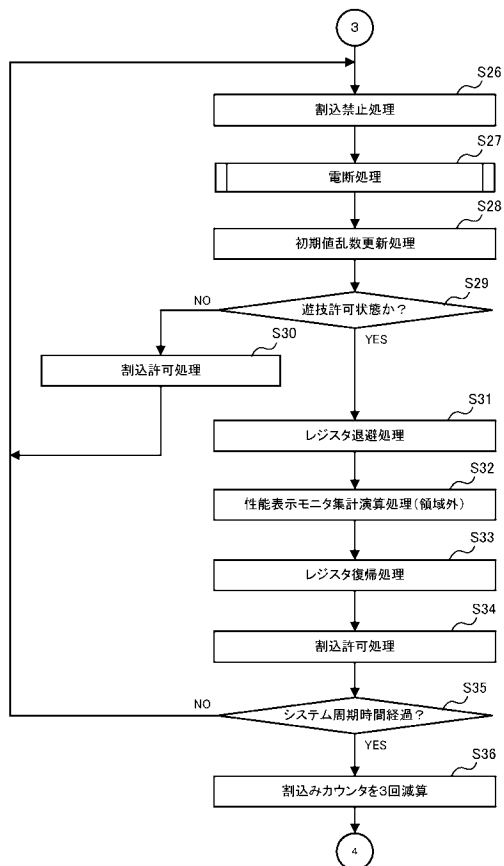 3
S26
割込禁止処理
S27
電断処理
S28
初期値乱数更新処理
S29
遊技許可状態か?
NO
YES
S30
割込許可処理
S31
レジスタ退避処理
S32
性能表示モニタ集計演算処理(領域外)
S33
レジスタ復帰処理
S34
割込許可処理
S35
システム周期時間経過?
NO
YES
S36
割込みカウンタを3回減算
4